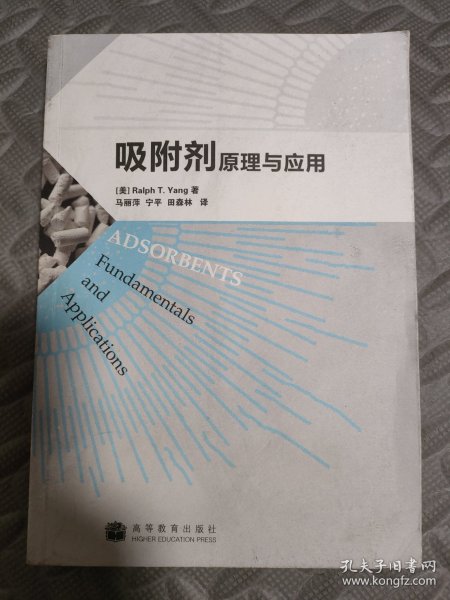 吸附剂原理与应用
[美] Ralph T. Yang 著
马丽萍 宁平 田森林 译
ADSORBENTS
Fundamentals
and
Applications
高等教育出版社
HIGHER EDUCATION PRESS
孔夫子旧书网
www.kongfz.com